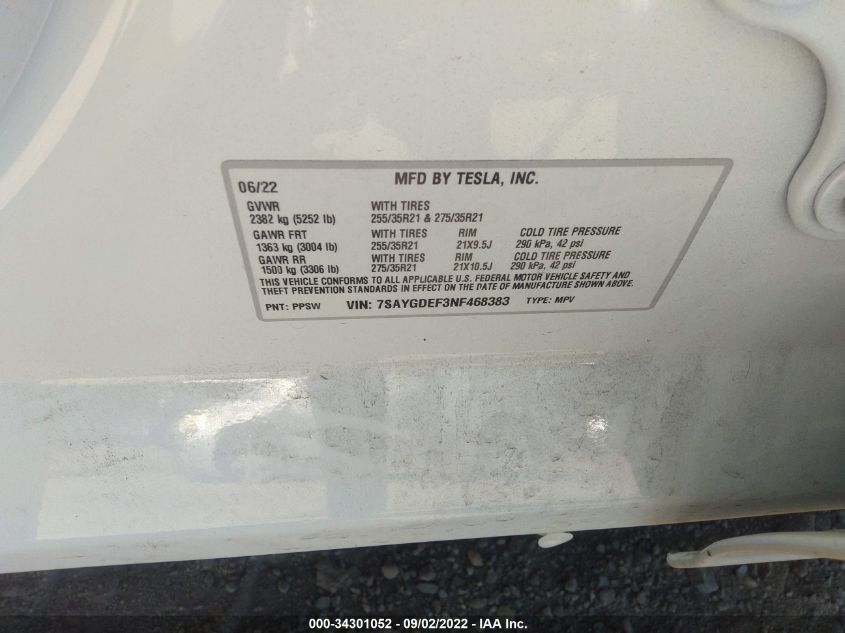 06/22 MFD BY TESLA, INC.
GVWR WITH TIRES
2382 kg (5252 lb) 255/35R21 & 275/35R21
GAWR FRT WITH TIRES RIM COLD TIRE PRESSURE
1363 kg (3004 lb) 255/35R21 21X9.5J 290 kPa, 42 psi
GAWR RR WITH TIRES RIM COLD TIRE PRESSURE
1500 kg (3306 lb) 275/35R21 21X10.5J 290 kPa, 42 psi
THIS VEHICLE CONFORMS TO ALL APPLICABLE U.S. FEDERAL MOTOR VEHICLE SAFETY AND
THEFT PREVENTION STANDARDS IN EFFECT ON THE DATE OF MANUFACTURE SHOWN ABOVE.
PNT: PPSW VIN: 7SAYGDEF3NF468383 TYPE: MPV
000-34301052 - 09/02/2022 - IAA Inc.